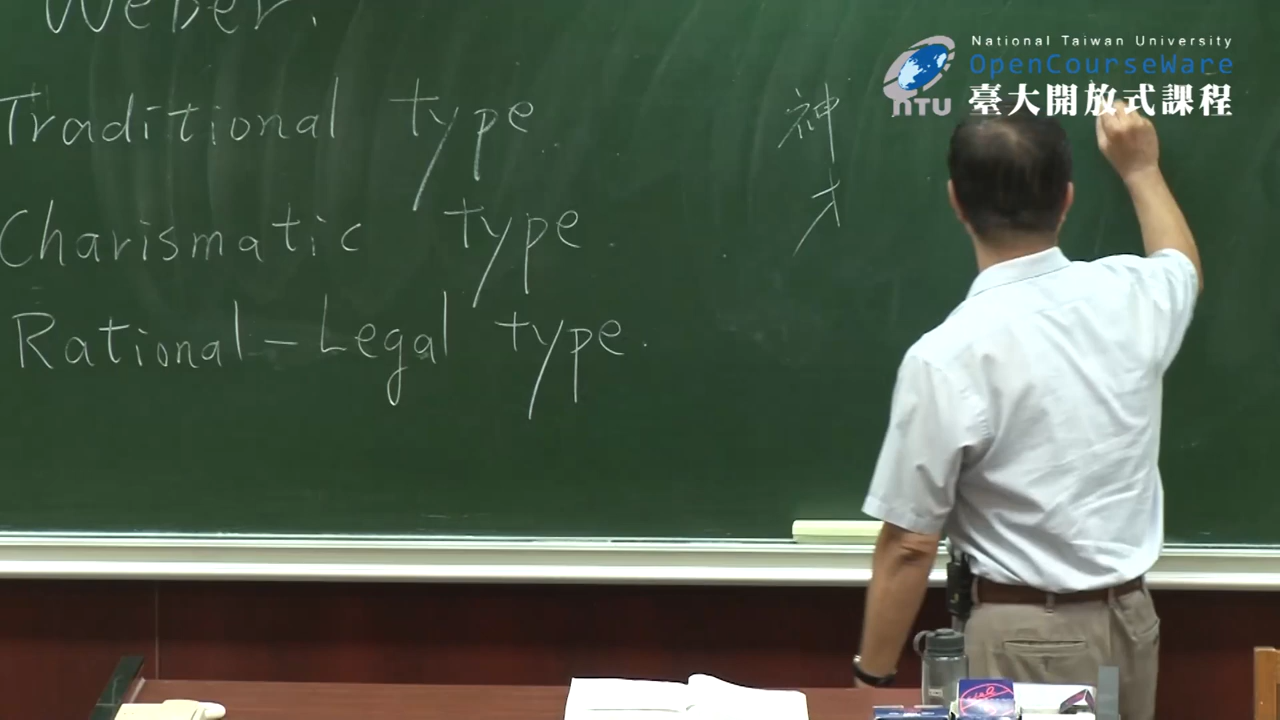 Weber.
Traditional type.
Charismatic type.
Rational-Legal type.
神
才
National Taiwan University
OpenCourseWare
臺大開放式課程
NTU